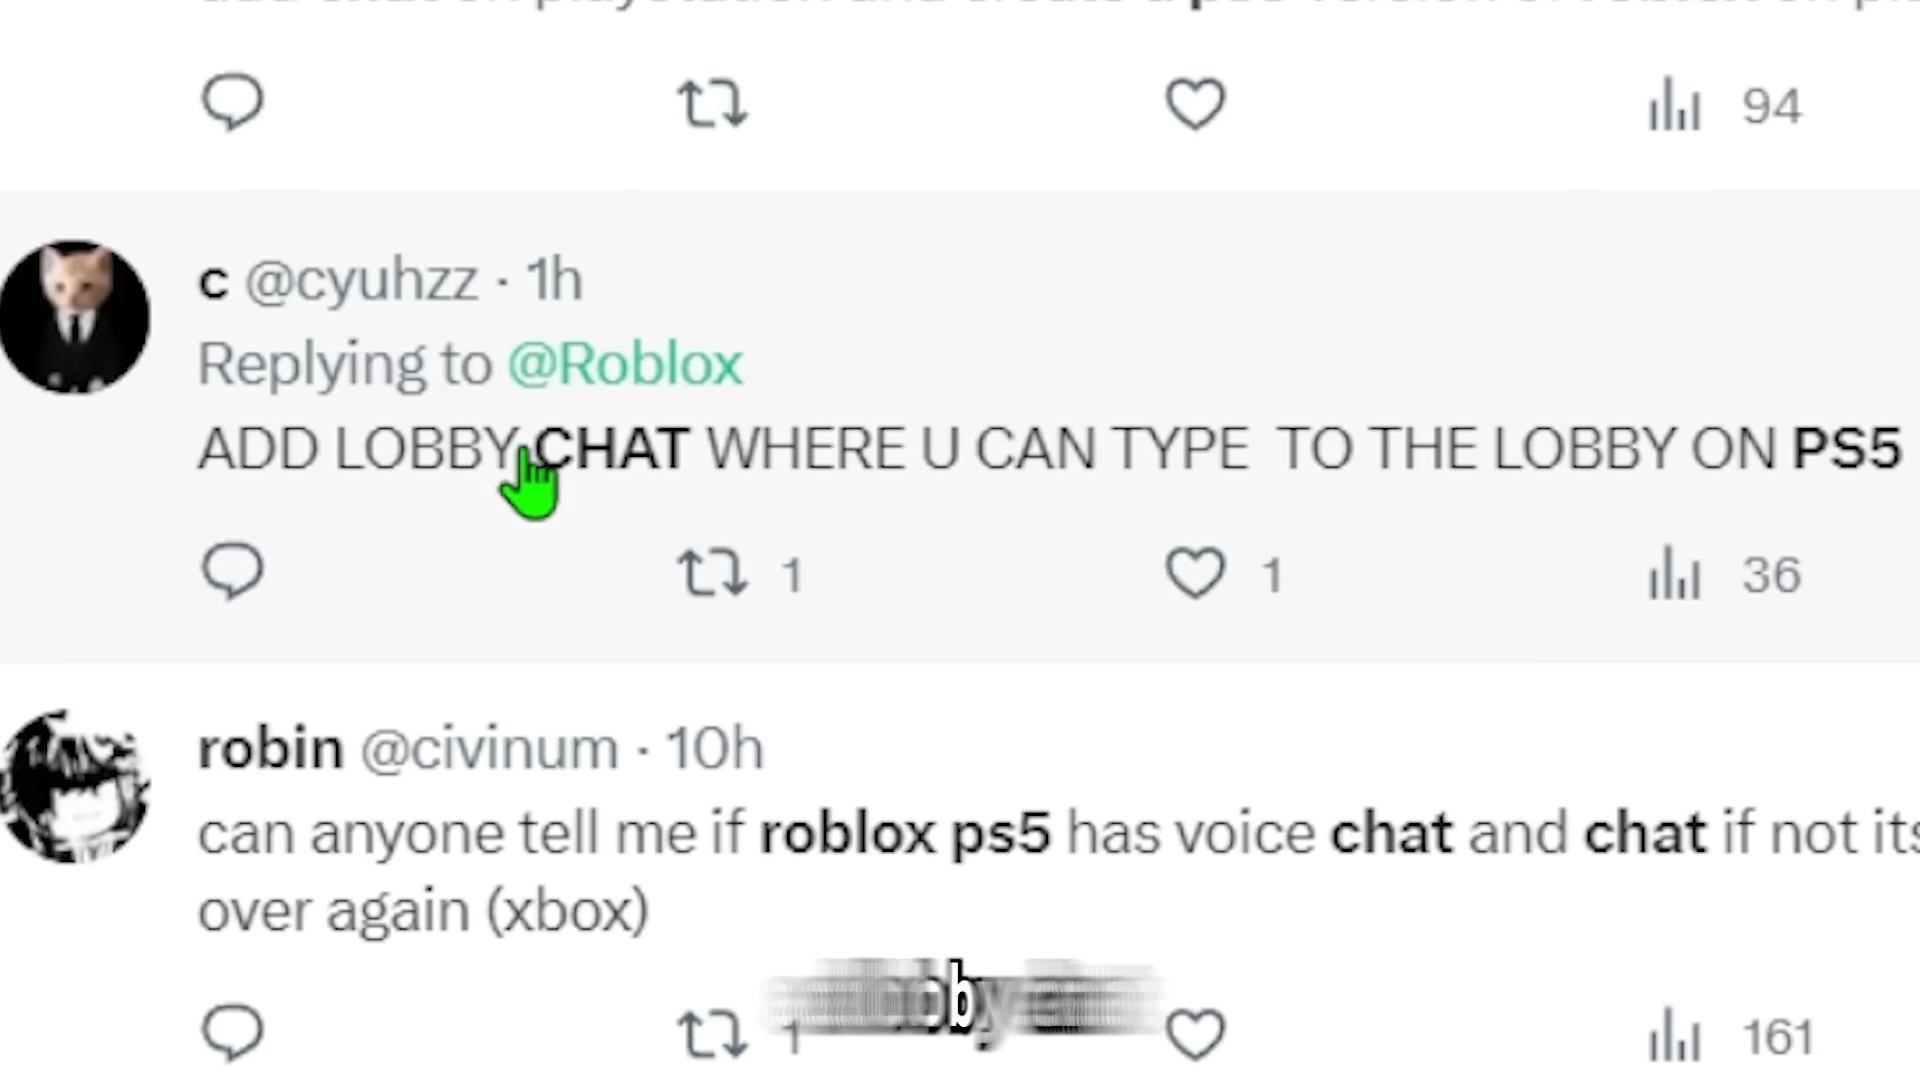 94
c @cyuhzz · 1h
Replying to @Roblox
ADD LOBBY CHAT WHERE U CAN TYPE TO THE LOBBY ON PS5
1 1 36
robin @civinum · 10h
can anyone tell me if roblox ps5 has voice chat and chat if not its
over again (xbox)
lobby
1 161